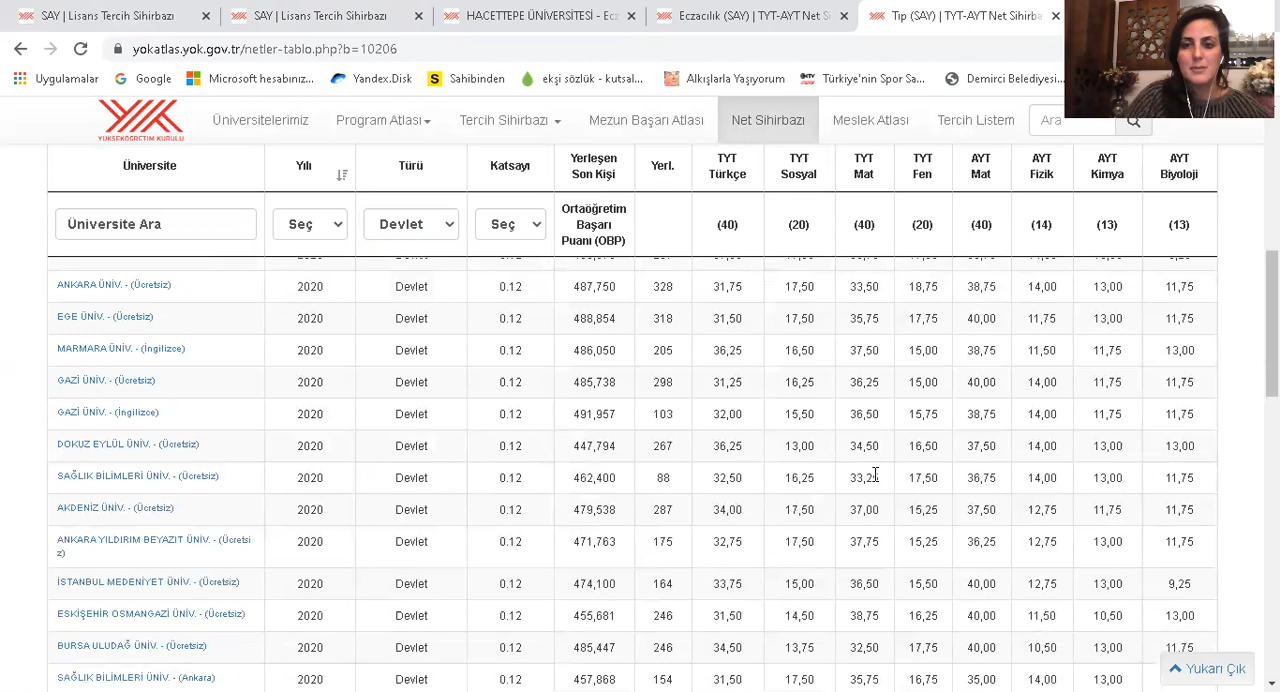 SAY | Lisans Tercih Sihirbazı
SAY | Lisans Tercih Sihirbazı
HACETTEPE ÜNİVERSİTESİ - Ecz
Eczacılık (SAY) | TYT-AYT Net Si
Tıp (SAY) | TYT-AYT Net Sihirba
yokatlas.yok.gov.tr/netler-tablo.php?b=10206
Uygulamalar Google Microsoft hesabınız... Yandex.Disk Sahibinden ekşi sözlük - kutsal... Alkışlırla Yaşıyorum Türkiye'nin Spor Sa... Demirci Belediyesi...
YÜKSEKÖĞRETİM KURULU
Üniversitelerimiz Program Atlası Tercih Sihirbazı Mezun Başarı Atlası Net Sihirbazı Meslek Atlası Tercih Listem Ara
Üniversite Yılı Türü Katsayı Yerleşen Son Kişi Yerl. TYT Türkçe TYT Sosyal TYT Mat TYT Fen AYT Mat AYT Fizik AYT Kimya AYT Biyoloji
Üniversite Ara Seç Devlet Seç Ortaöğretim Başarı Puanı (OBP) (40) (20) (40) (20) (40) (14) (13) (13)
ANKARA ÜNİV. - (Ücretsiz) 2020 Devlet 0.12 487,750 328 31,75 17,50 33,50 18,75 38,75 14,00 13,00 11,75
EGE ÜNİV. - (Ücretsiz) 2020 Devlet 0.12 488,854 318 31,50 17,50 35,75 17,75 40,00 11,75 13,00 11,75
MARMARA ÜNİV. - (İngilizce) 2020 Devlet 0.12 486,050 205 36,25 16,50 37,50 15,00 38,75 11,50 11,75 13,00
GAZİ ÜNİV. - (Ücretsiz) 2020 Devlet 0.12 485,738 298 31,25 16,25 36,25 15,00 40,00 14,00 11,75 11,75
GAZİ ÜNİV. - (İngilizce) 2020 Devlet 0.12 491,957 103 32,00 15,50 36,50 15,75 38,75 14,00 11,75 11,75
DOKUZ EYLÜL ÜNİV. - (Ücretsiz) 2020 Devlet 0.12 447,794 267 36,25 13,00 34,50 16,50 37,50 14,00 13,00 13,00
SAĞLIK BİLİMLERİ ÜNİV. - (Ücretsiz) 2020 Devlet 0.12 462,400 88 32,50 16,25 33,25 17,50 36,75 14,00 13,00 11,75
AKDENİZ ÜNİV. - (Ücretsiz) 2020 Devlet 0.12 479,538 287 34,00 17,50 37,00 15,25 37,50 12,75 11,75 11,75
ANKARA YILDIRIM BEYAZIT ÜNİV. - (Ücretsi z) 2020 Devlet 0.12 471,763 175 32,75 17,50 37,75 15,25 36,25 12,75 13,00 11,75
İSTANBUL MEDENİYET ÜNİV. - (Ücretsiz) 2020 Devlet 0.12 474,100 164 33,75 15,00 36,50 15,50 40,00 12,75 13,00 9,25
ESKİŞEHİR OSMANGAZİ ÜNİV. - (Ücretsiz) 2020 Devlet 0.12 455,681 246 31,50 14,50 38,75 16,25 40,00 11,50 10,50 13,00
BURSA ULUDAĞ ÜNİV. - (Ücretsiz) 2020 Devlet 0.12 485,447 246 34,50 13,75 32,50 17,75 40,00 10,50 13,00 11,75
SAĞLIK BİLİMLERİ ÜNİV. - (Ankara) 2020 Devlet 0.12 457,868 154 31,50 17,50 35,75 16,75 35,00 14,00 13,00
Yukarı Çık